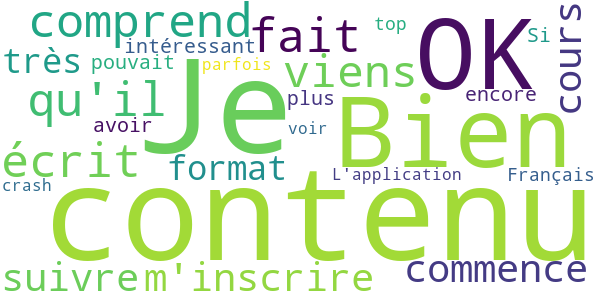 comprend
fait
top
OK
Si
cours
très
intéressant
pouvait
parfois
viens
qu'il
Je
plus
encore
avoir
voir
Bien
écrit
format
L'application
Français
crash
contenu
suivre
m'inscrire
commence